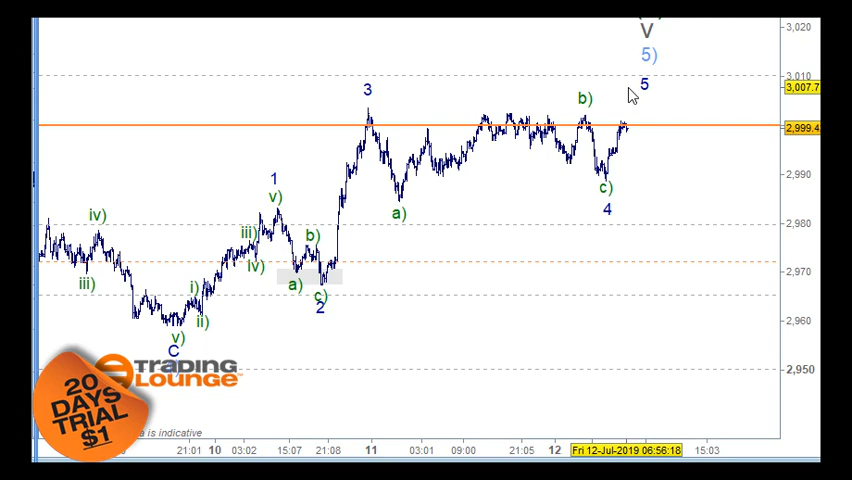 3,020
V
5)
3,010
5
3,007.7
3
b)
2,999.4
2,990
1
v)
c)
a)
4
iv)
iii)
b)
2,980
iii)
iv)
a)
c)
2
2,970
i)
ii)
2,960
v)
C
TRADING
LOUNGE™
2,950
20
DAYS
TRIAL
$1
a is indicative
21:01 10 03:02 15:07 21:08 11 03:01 09:00 21:05 12 Fri 12-Jul-2019 06:56:18 15:03